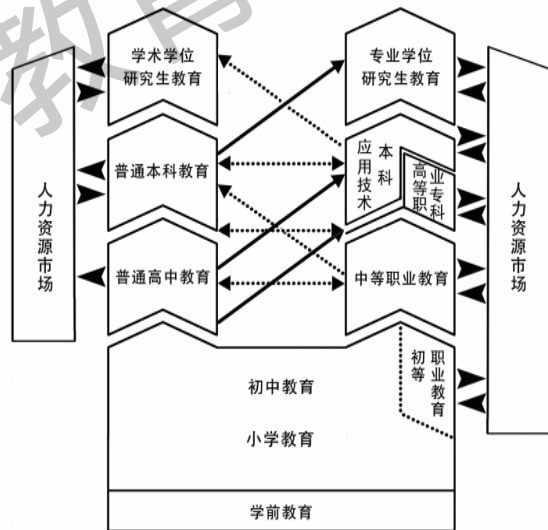 教育
学术学位
研究生教育
专业学位
研究生教育
人力资源市场
普通本科教育
应用技术
本科
高等职
业专科
人力资源市场
普通高中教育
中等职业教育
初等
职业教育
初中教育
小学教育
学前教育